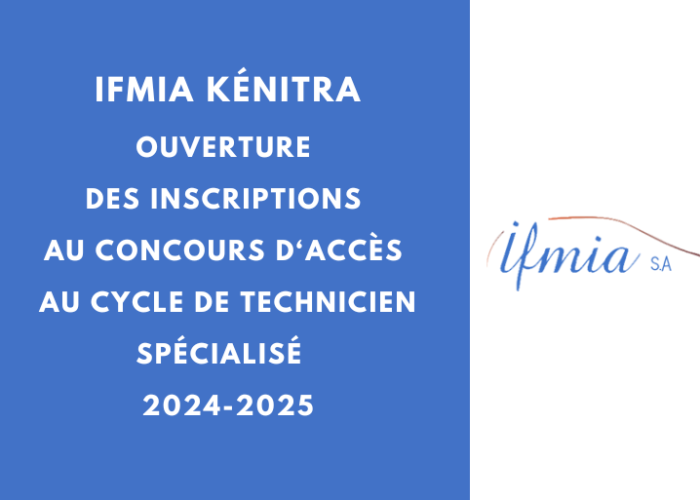 IFMIA KÉNITRA
OUVERTURE
DES INSCRIPTIONS
AU CONCOURS D‘ACCÈS
AU CYCLE DE TECHNICIEN
SPÉCIALISÉ
2024-2025
ifmia S.A